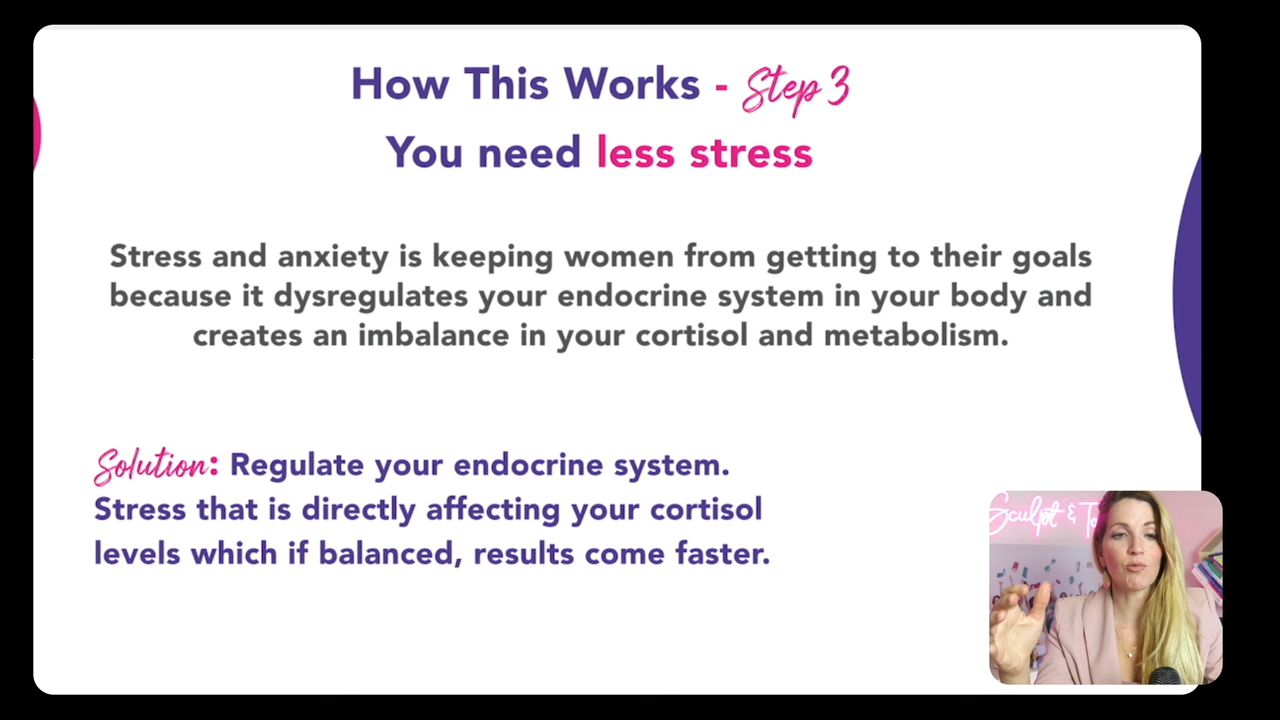 How This Works - Step 3
You need less stress
Stress and anxiety is keeping women from getting to their goals
because it dysregulates your endocrine system in your body and
creates an imbalance in your cortisol and metabolism.
Solution: Regulate your endocrine system.
Stress that is directly affecting your cortisol
levels which if balanced, results come faster.
Sculpt & To